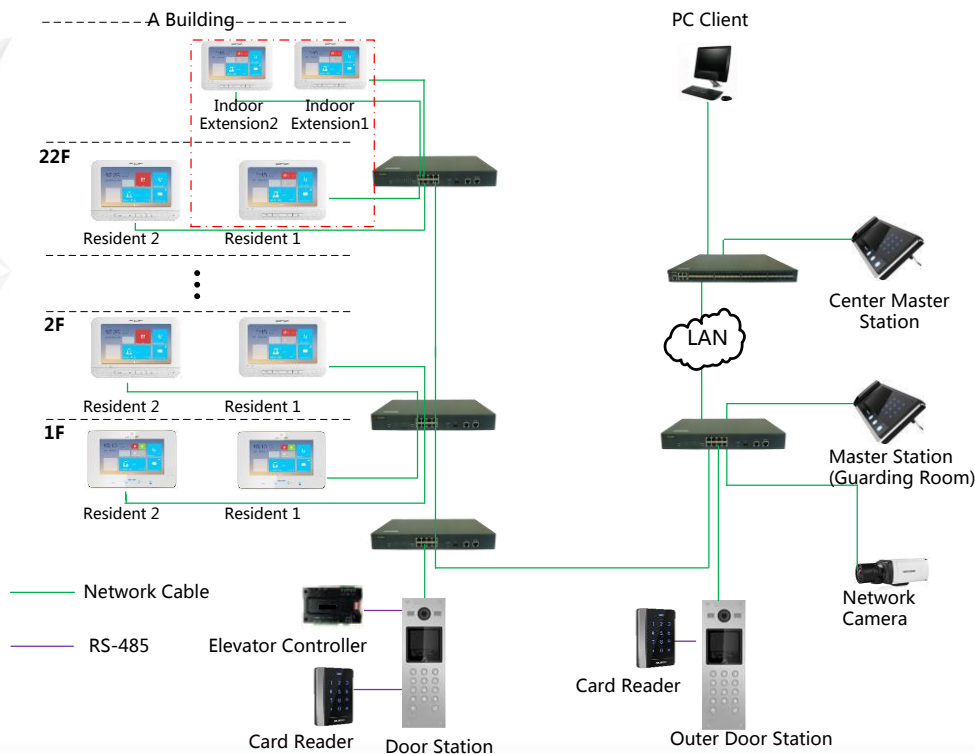 A Building
PC Client
Indoor
Extension2
Indoor
Extension1
22F
Resident 2
Resident 1
Center Master
Station
2F
LAN
Resident 2
Resident 1
1F
Master Station
(Guarding Room)
Resident 2
Resident 1
Network Cable
Network
Camera
RS-485
Elevator Controller
Card Reader
Card Reader
Door Station
Outer Door Station